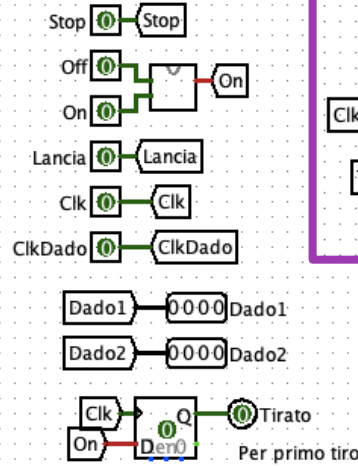 Stop 0 Stop
Off 0
On
On 0
Lancia 0 Lancia
Clk 0 Clk
ClkDado 0 ClkDado
Dado1 0000 Dado1
Dado2 0000 Dado2
Clk Q 0 Tirato
0
On D en0
Per primo tiro
Clk